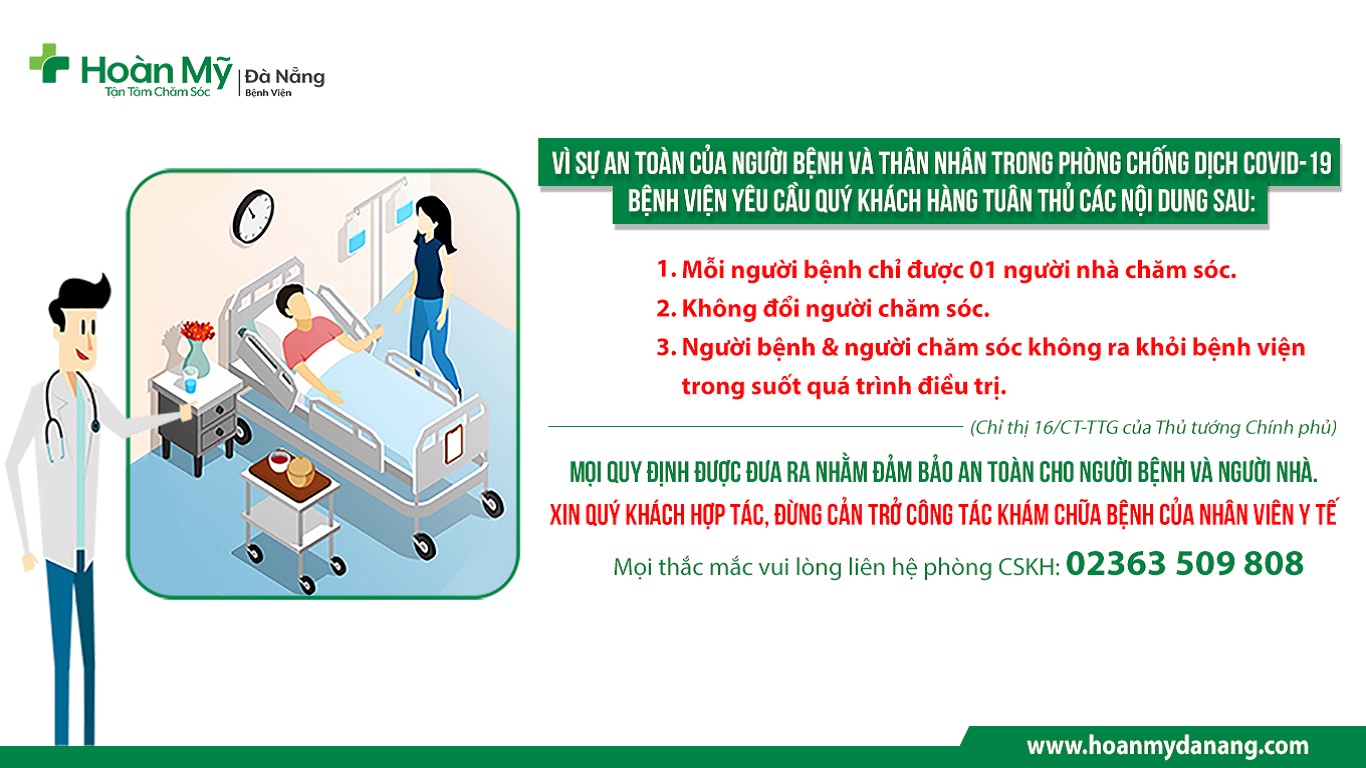 Hoàn Mỹ
Tận Tâm Chăm Sóc
Đà Nẵng
Bệnh Viện
VÌ SỰ AN TOÀN CỦA NGƯỜI BỆNH VÀ THÂN NHÂN TRONG PHÒNG CHỐNG DỊCH COVID-19
BỆNH VIỆN YÊU CẦU QUÝ KHÁCH HÀNG TUÂN THỦ CÁC NỘI DUNG SAU:
1. Mỗi người bệnh chỉ được 01 người nhà chăm sóc.
2. Không đổi người chăm sóc.
3. Người bệnh & người chăm sóc không ra khỏi bệnh viện
trong suốt quá trình điều trị.
(Chỉ thị 16/CT-TTG của Thủ tướng Chính phủ)
MỌI QUY ĐỊNH ĐƯỢC ĐƯA RA NHẰM ĐẢM BẢO AN TOÀN CHO NGƯỜI BỆNH VÀ NGƯỜI NHÀ.
XIN QUÝ KHÁCH HỢP TÁC, ĐỪNG CẢN TRỞ CÔNG TÁC KHÁM CHỮA BỆNH CỦA NHÂN VIÊN Y TẾ
Mọi thắc mắc vui lòng liên hệ phòng CSKH: 02363 509 808
www.hoanmydanang.com